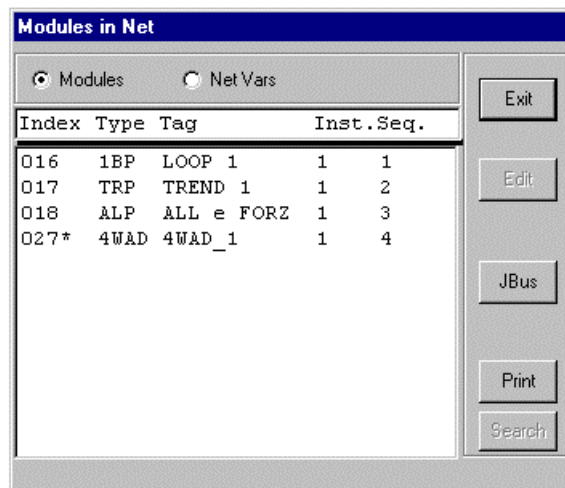 Modules in Net
Modules Net Vars
Exit
Index Type Tag Inst.Seq.
016 1BP LOOP 1 1 1
017 TRP TREND 1 1 2
018 ALP ALL e FORZ 1 3
027* 4WAD 4WAD_1 1 4
Edit
JBus
Print
Search